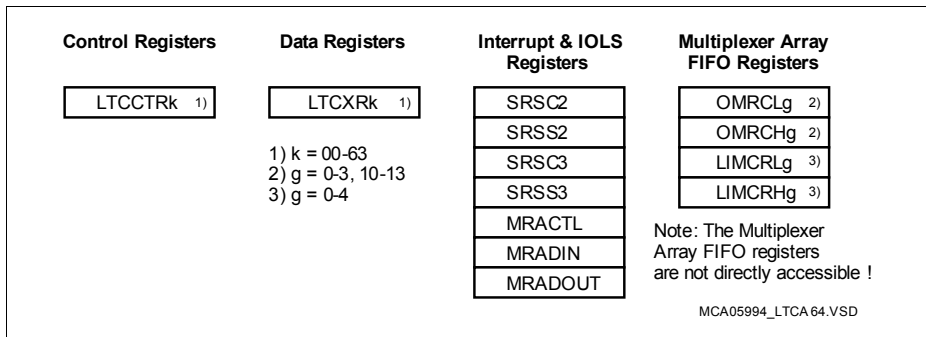 Control Registers
LTCCTRk 1)
Data Registers
LTCXRk 1)
1) k = 00-63
2) g = 0-3, 10-13
3) g = 0-4
Interrupt & IOLS
Registers
SRSC2
SRSS2
SRSC3
SRSS3
MRACTL
MRADIN
MRADOUT
Multiplexer Array
FIFO Registers
OMRCLg 2)
OMRCHg 2)
LIMCRLg 3)
LIMCRHg 3)
Note: The Multiplexer
Array FIFO registers
are not directly accessible !
MCA05994_LTCA64.VSD